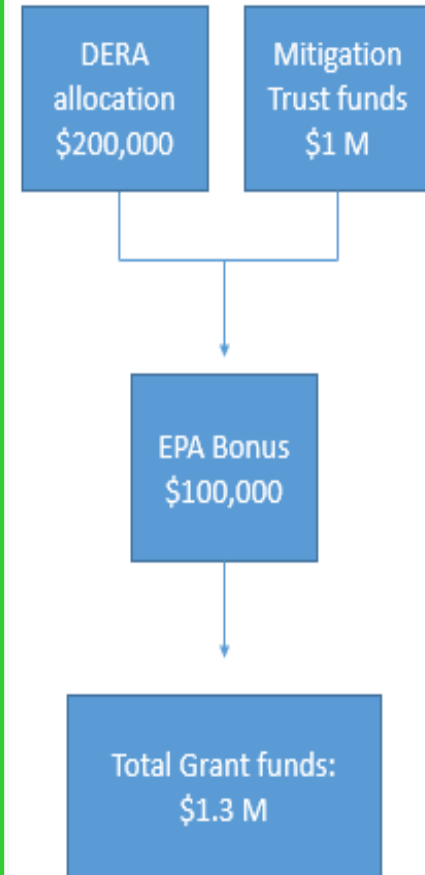 DERA
allocation
$200,000
Mitigation
Trust funds
$1 M
EPA Bonus
$100,000
Total Grant funds:
$1.3 M